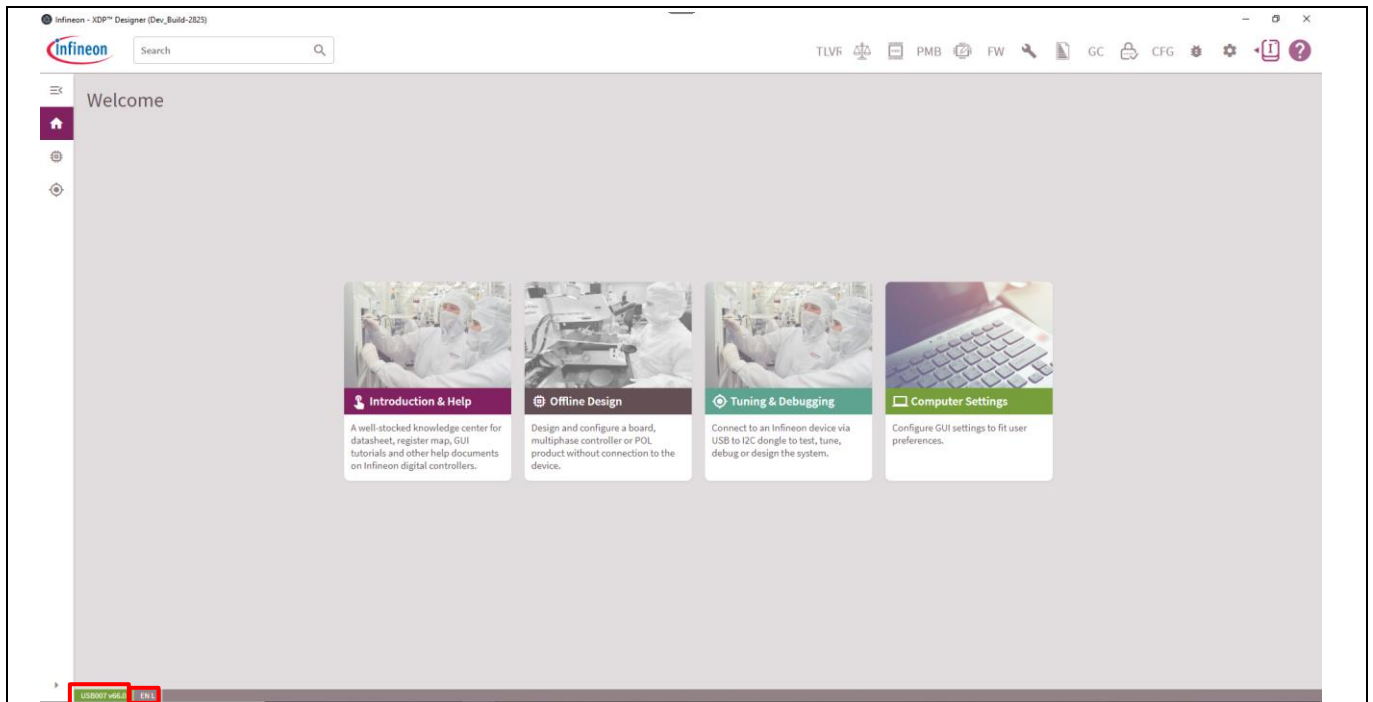 Infineon - XDP™ Designer (Dev_Build-2825)
infineon
Search
TLVR
PMB
FW
GC
CFG
Welcome
Introduction & Help
A well-stocked knowledge center for
datasheet, register map, GUI
tutorials and other help documents
on Infineon digital controllers.
Offline Design
Design and configure a board,
multiphase controller or POL
product without connection to the
device.
Tuning & Debugging
Connect to an Infineon device via
USB to I2C dongle to test, tune,
debug or design the system.
Computer Settings
Configure GUI settings to fit user
preferences.
USB007 v66.0
EN L